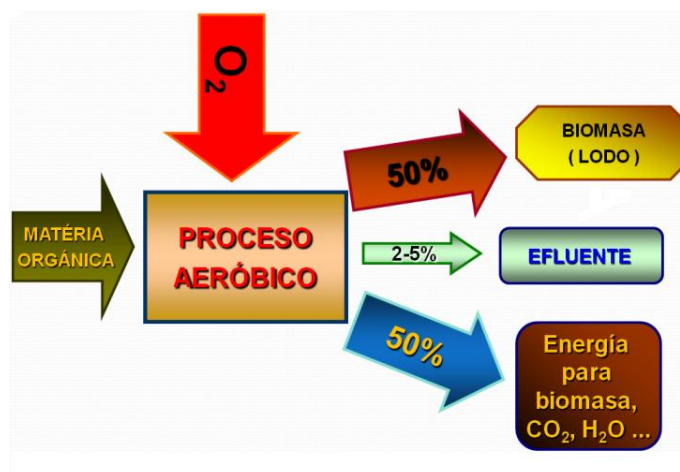 O₂
MATÉRIA
ORGÁNICA
PROCESO
AERÓBICO
50%
BIOMASA
( LODO )
2-5%
EFLUENTE
50%
Energía
para
biomasa,
CO₂, H₂O ...